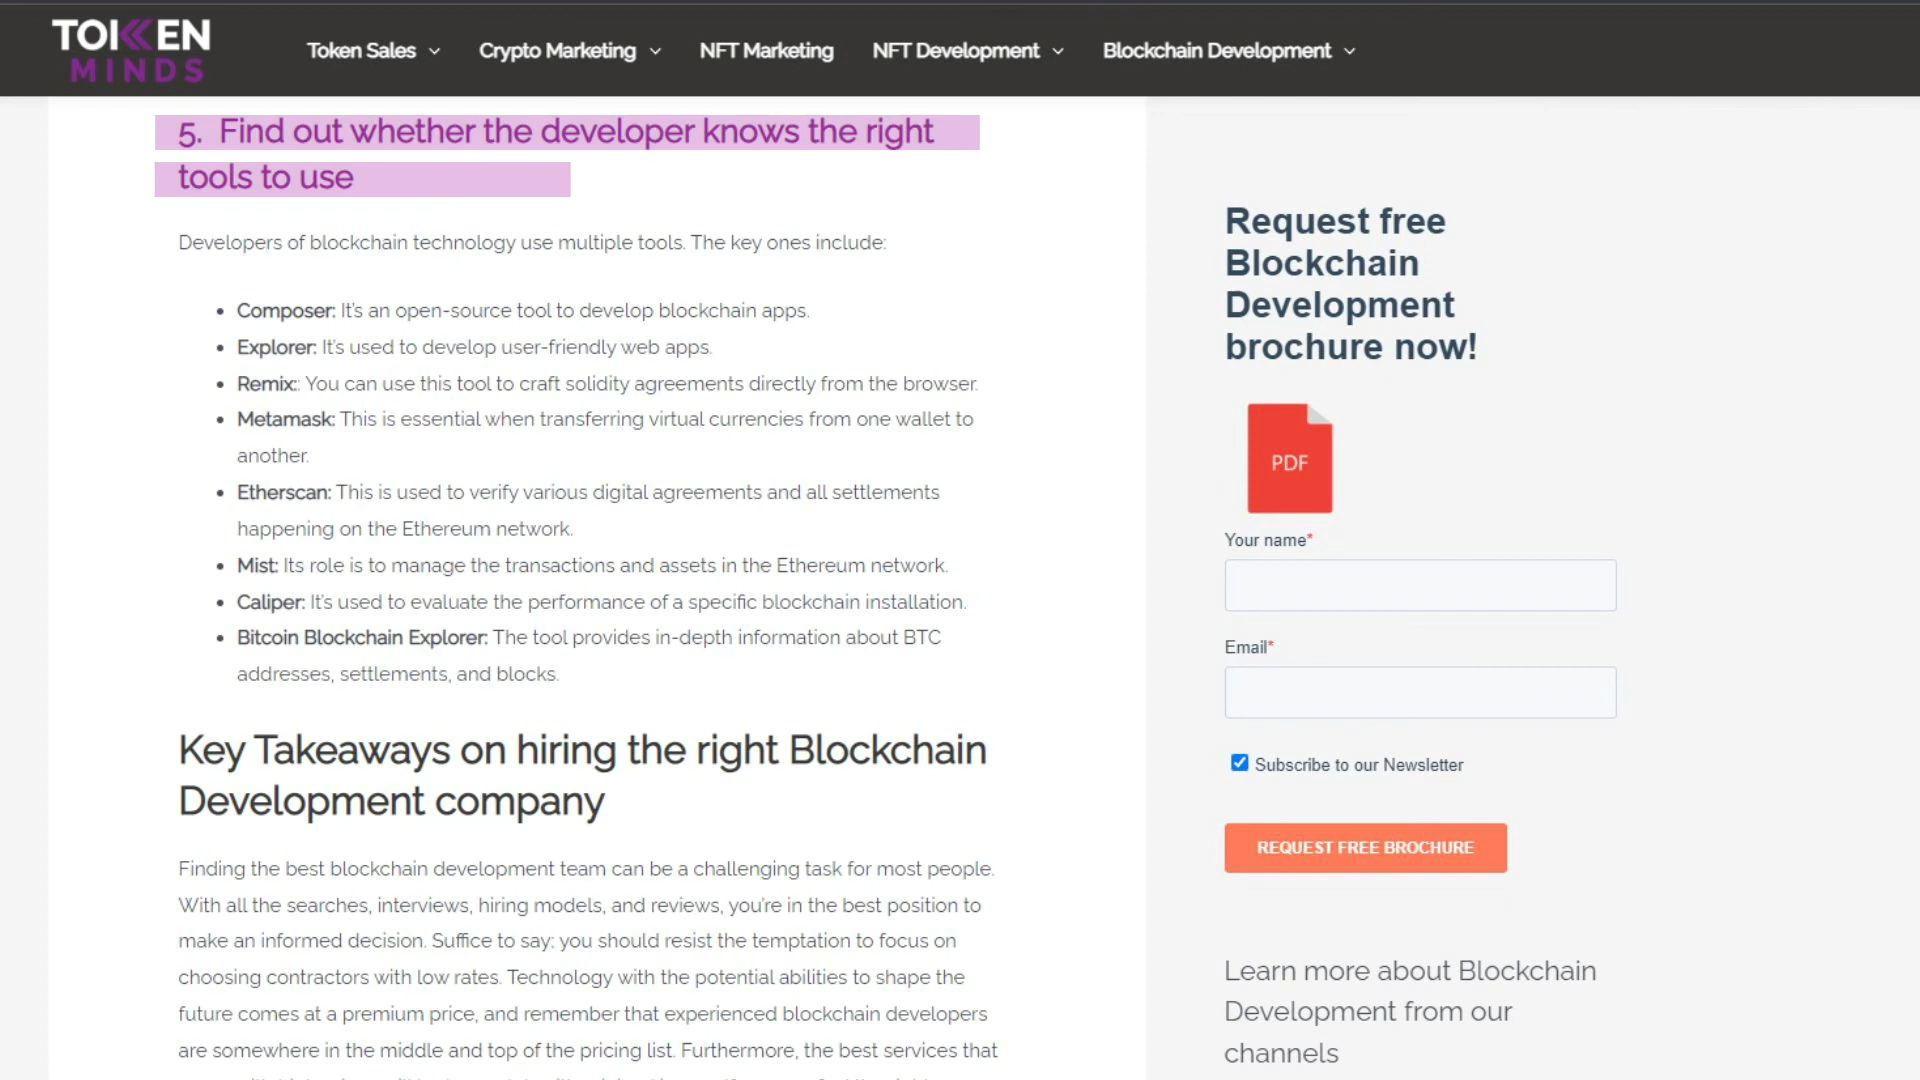 TOKEN
MINDS
Token Sales
Crypto Marketing
NFT Marketing
NFT Development
Blockchain Development
5. Find out whether the developer knows the right
tools to use
Developers of blockchain technology use multiple tools. The key ones include:
Composer: It's an open-source tool to develop blockchain apps.
Explorer: It's used to develop user-friendly web apps.
Remix:: You can use this tool to craft solidity agreements directly from the browser.
Metamask: This is essential when transferring virtual currencies from one wallet to
another.
Etherscan: This is used to verify various digital agreements and all settlements
happening on the Ethereum network.
Mist: Its role is to manage the transactions and assets in the Ethereum network.
Caliper: It's used to evaluate the performance of a specific blockchain installation.
Bitcoin Blockchain Explorer: The tool provides in-depth information about BTC
addresses, settlements, and blocks.
Key Takeaways on hiring the right Blockchain
Development company
Finding the best blockchain development team can be a challenging task for most people.
With all the searches, interviews, hiring models, and reviews, you're in the best position to
make an informed decision. Suffice to say; you should resist the temptation to focus on
choosing contractors with low rates. Technology with the potential abilities to shape the
future comes at a premium price, and remember that experienced blockchain developers
are somewhere in the middle and top of the pricing list. Furthermore, the best services that
Request free
Blockchain
Development
brochure now!
PDF
Your name*
Email*
Subscribe to our Newsletter
REQUEST FREE BROCHURE
Learn more about Blockchain
Development from our
channels